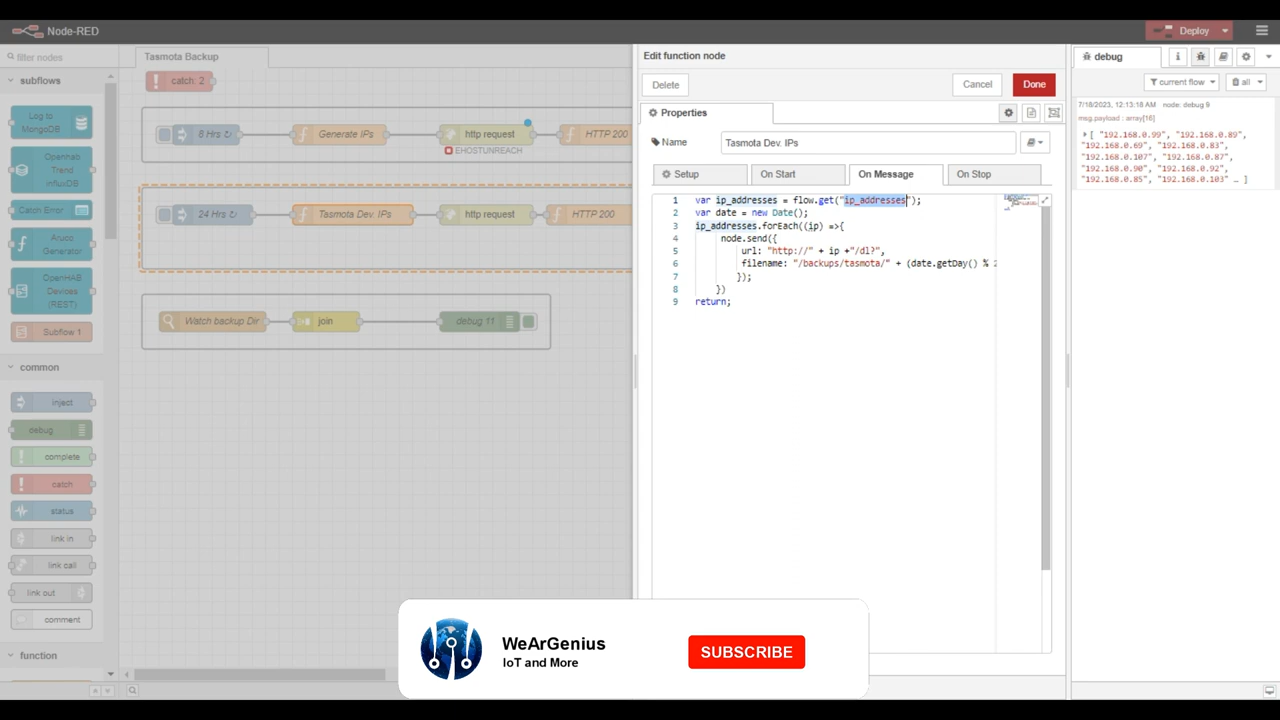 Node-RED
Deploy
filter nodes
Tasmota Backup
Edit function node
debug
catch: 2
subflows
Delete
Cancel
Done
current flow
all
Properties
7/18/2023, 12:13:18 AM node: debug 9
msg.payload : array[16]
Log to
MongoDB
8 Hrs ↻
Generate IPs
http request
HTTP 200
EHOSTUNREACH
Name
Tasmota Dev. IPs
[ "192.168.0.99", "192.168.0.89",
"192.168.0.69", "192.168.0.83",
"192.168.0.107", "192.168.0.87",
"192.168.0.90", "192.168.0.92",
"192.168.0.85", "192.168.0.103" … ]
Openhab
Trend
InfluxDB
Setup
On Start
On Message
On Stop
Catch Error
24 Hrs ↻
Tasmota Dev. IPs
http request
HTTP 200
1 var ip_addresses = flow.get("ip_addresses");
2 var date = new Date();
3 ip_addresses.forEach((ip) =>{
4 node.send({
5 url: "http://" + ip +"/dl?",
6 filename: "/backups/tasmota/" + (date.getDay() % 2
7 });
8 })
9 return;
Aruco
Generator
OpenHAB
Devices
(REST)
Subflow 1
Watch backup Dir
join
debug 11
common
inject
debug
complete
catch
status
link in
link call
link out
comment
function
WeArGenius
IoT and More
SUBSCRIBE